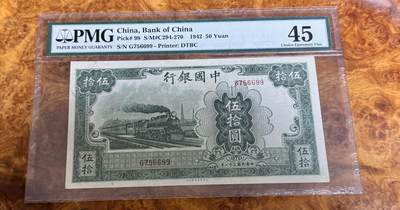 PMG
PAPER MONEY GUARANTY
China, Bank of China
Pick# 98 S/M#C294-270 1942 50 Yuan
S/N G756699 - Printer: DTBC
45
Choice Extremely Fine
拾伍
行銀國中
拾伍
G756699
圓拾伍
G756699
伍拾
伍拾